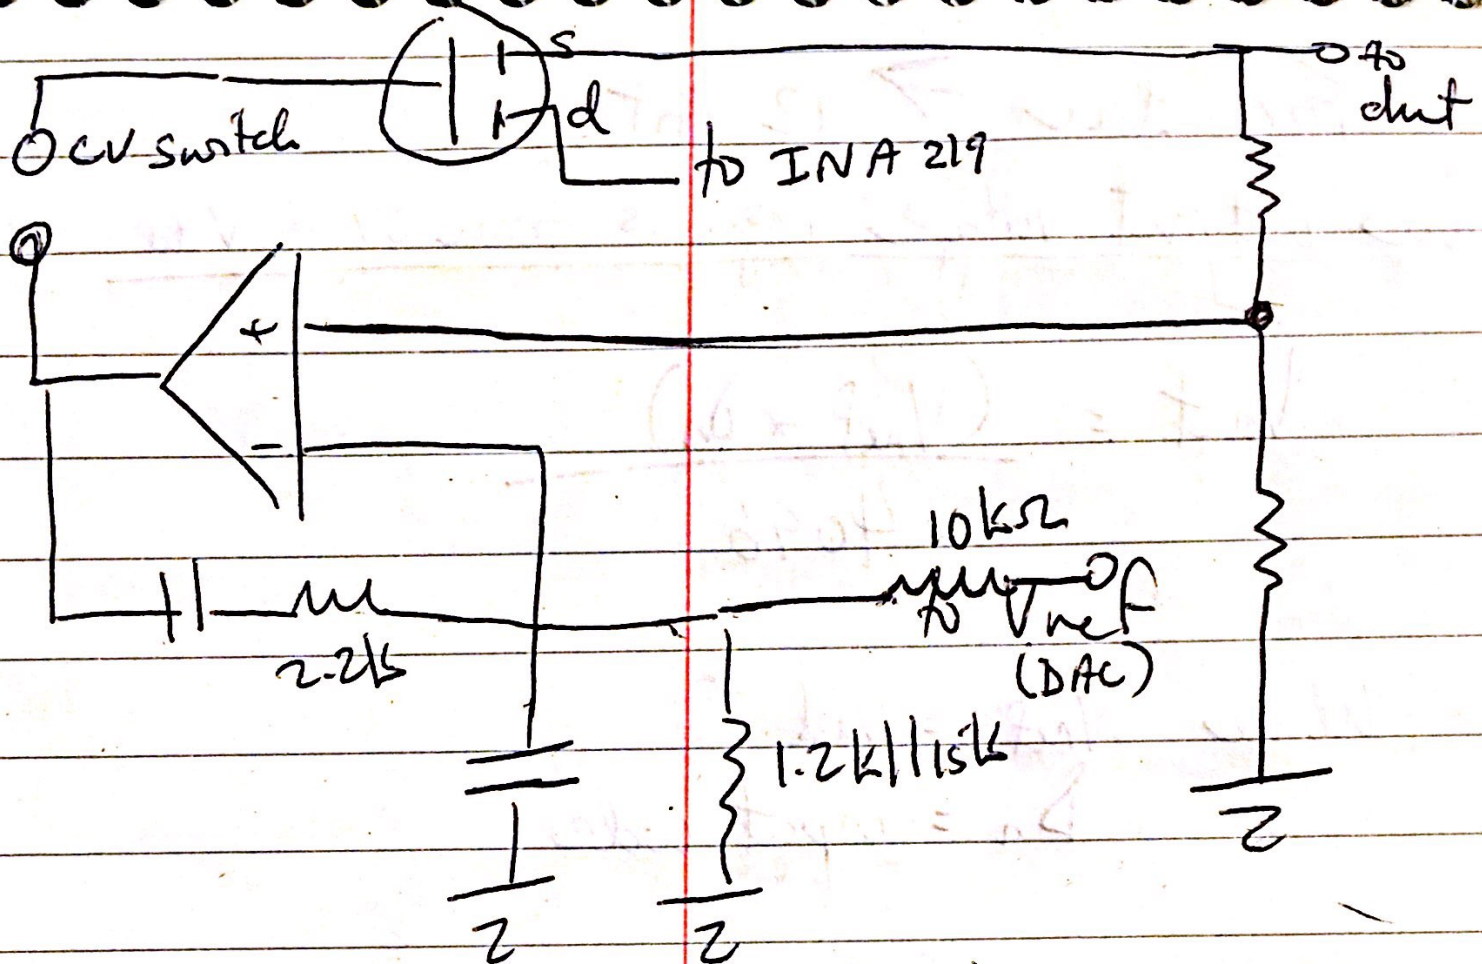 s
to
dut
CV switch
d
to INA 219
+
-
10kΩ
to Vref
(DAC)
2.2k
1.2k||15k